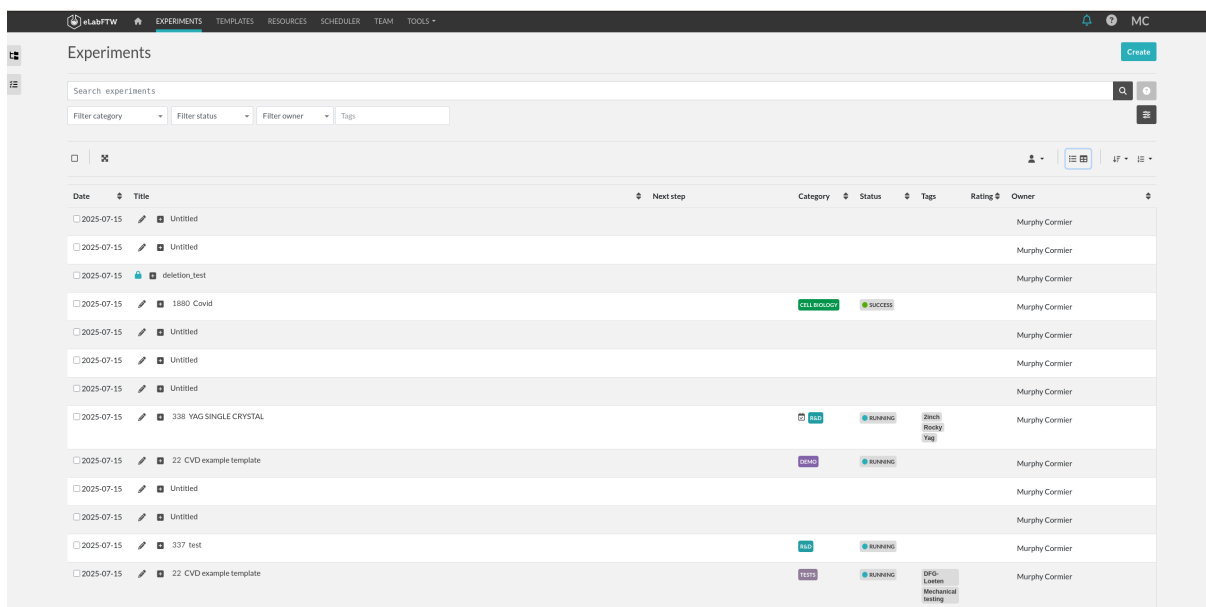 eLabFTW EXPERIMENTS TEMPLATES RESOURCES SCHEDULER TEAM TOOLS MC
Experiments Create
Search experiments
Filter category Filter status Filter owner Tags
Date Title Next step Category Status Tags Rating Owner
2025-07-15 Untitled Murphy Cormier
2025-07-15 Untitled Murphy Cormier
2025-07-15 deletion_test Murphy Cormier
2025-07-15 1880 Covid CELL BIOLOGY SUCCESS Murphy Cormier
2025-07-15 Untitled Murphy Cormier
2025-07-15 Untitled Murphy Cormier
2025-07-15 Untitled Murphy Cormier
2025-07-15 338 YAG SINGLE CRYSTAL R&D RUNNING 2inch Murphy Cormier
Rocky
Yag
2025-07-15 22 CVD example template DEMO RUNNING Murphy Cormier
2025-07-15 Untitled Murphy Cormier
2025-07-15 Untitled Murphy Cormier
2025-07-15 337 test R&D RUNNING Murphy Cormier
2025-07-15 22 CVD example template TESTS RUNNING DFG- Murphy Cormier
Loeten
Mechanical
testing